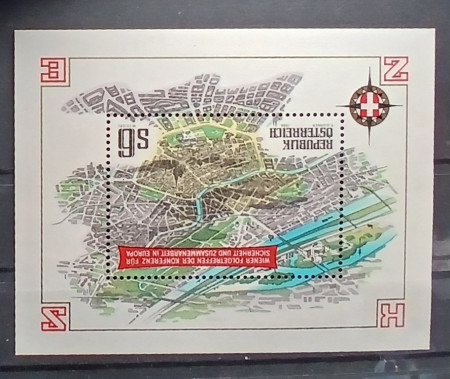 K S
WIENER FOLGETREFFEN DER KONFERENZ FÜR
SICHERHEIT UND ZUSAMMENARBEIT IN EUROPA
REPUBLIK
ÖSTERREICH
S6
Z E